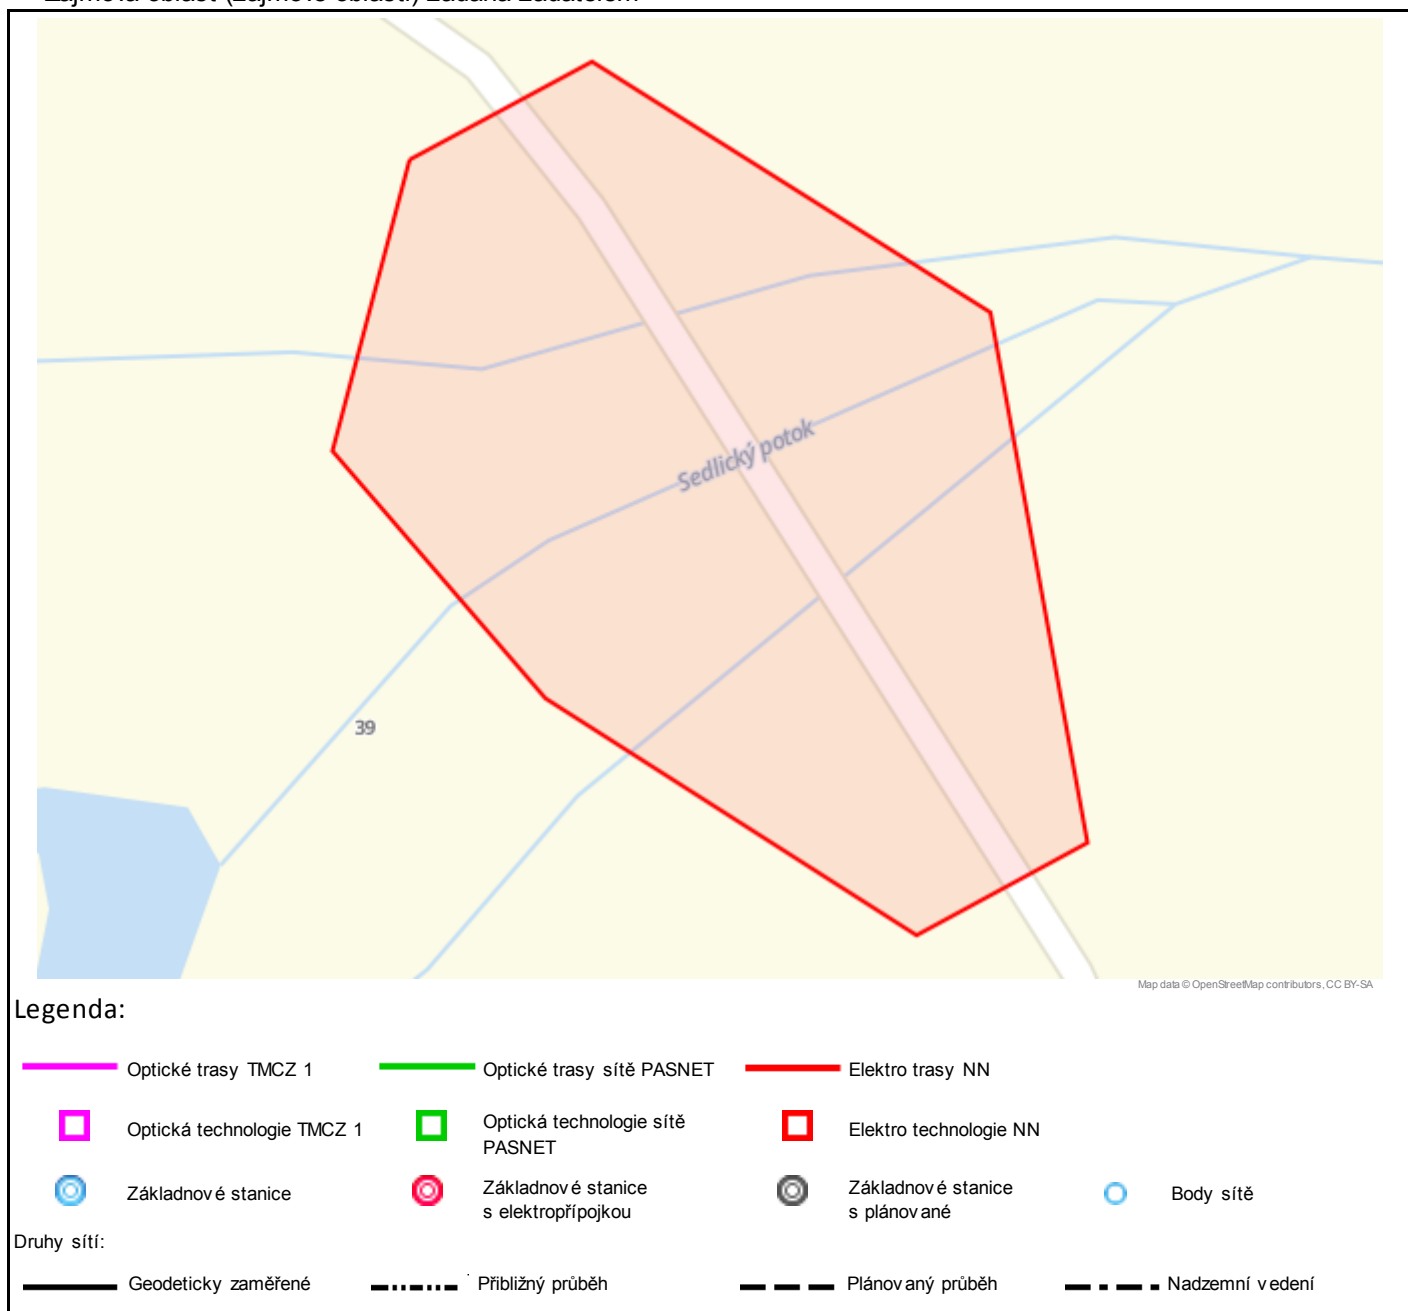 Sedlický potok
39
Map data © OpenStreetMap contributors, CC BY-SA
Legenda:
Optické trasy TMCZ 1
Optické trasy sítě PASNET
Elektro trasy NN
Optická technologie TMCZ 1
Optická technologie sítě
PASNET
Elektro technologie NN
Základnové stanice
Základnové stanice
s elektropřípojkou
Základnové stanice
s plánované
Body sítě
Druhy sítí:
Geodeticky zaměřené
Přibližný průběh
Plánovaný průběh
Nadzemní vedení